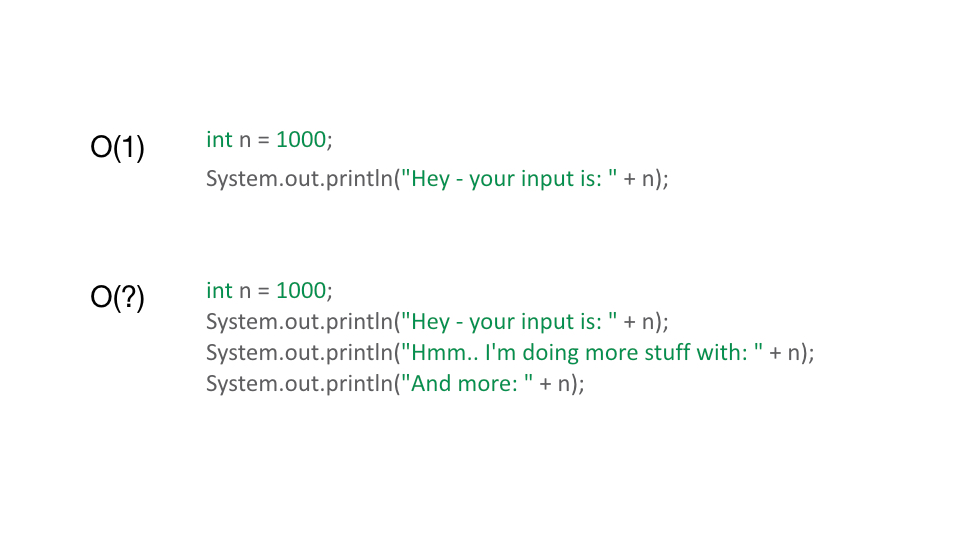 O(1)
int n = 1000;
System.out.println("Hey - your input is: " + n);
O(?)
int n = 1000;
System.out.println("Hey - your input is: " + n);
System.out.println("Hmm.. I'm doing more stuff with: " + n);
System.out.println("And more: " + n);